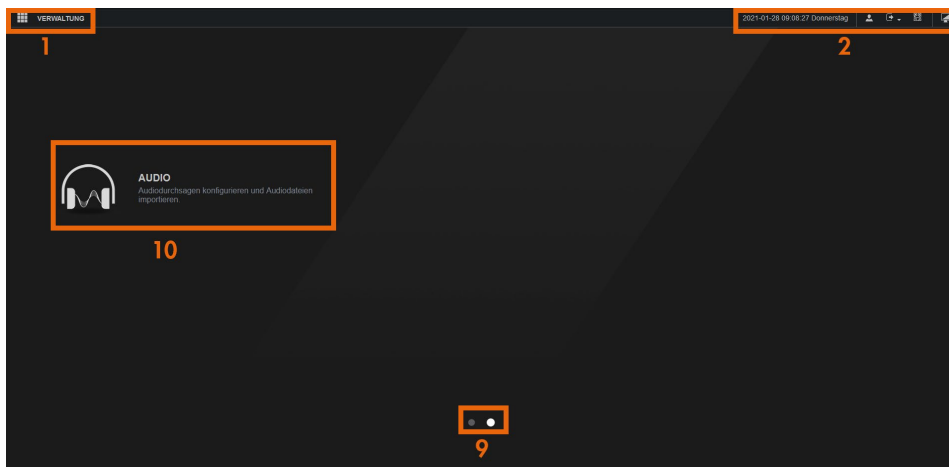 VERWALTUNG
2021-01-28 09:08:27 Donnerstag
1
2
AUDIO
Audiodurchsagen konfigurieren und Audiodateien
importieren.
10
9